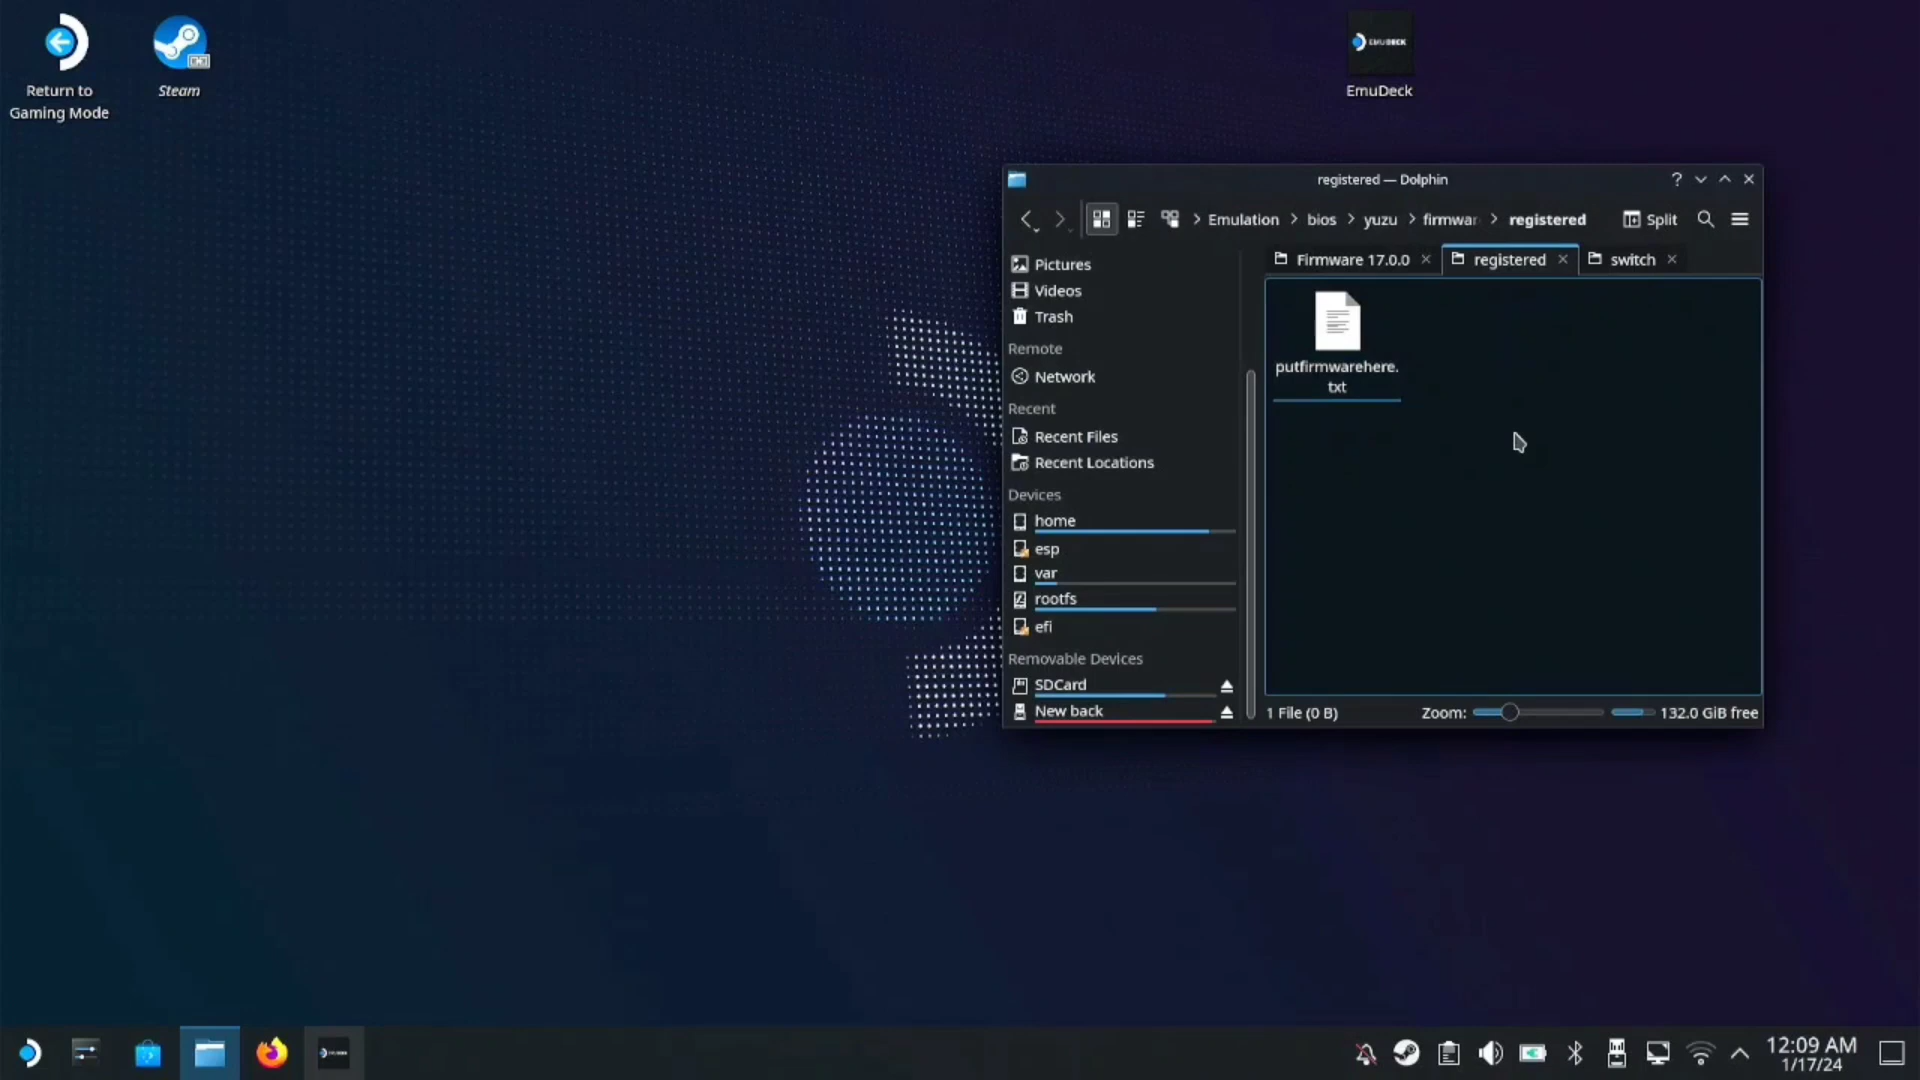 Return to
Gaming Mode
Steam
EMUDECK
EmuDeck
registered — Dolphin
Emulation
bios
yuzu
firmwar
registered
Split
Pictures
Videos
Trash
Remote
Network
Recent
Recent Files
Recent Locations
Devices
home
esp
var
rootfs
efi
Removable Devices
SDCard
New back
Firmware 17.0.0
registered
switch
putfirmwarehere.
txt
1 File (0 B)
Zoom:
132.0 GiB free
12:09 AM
1/17/24